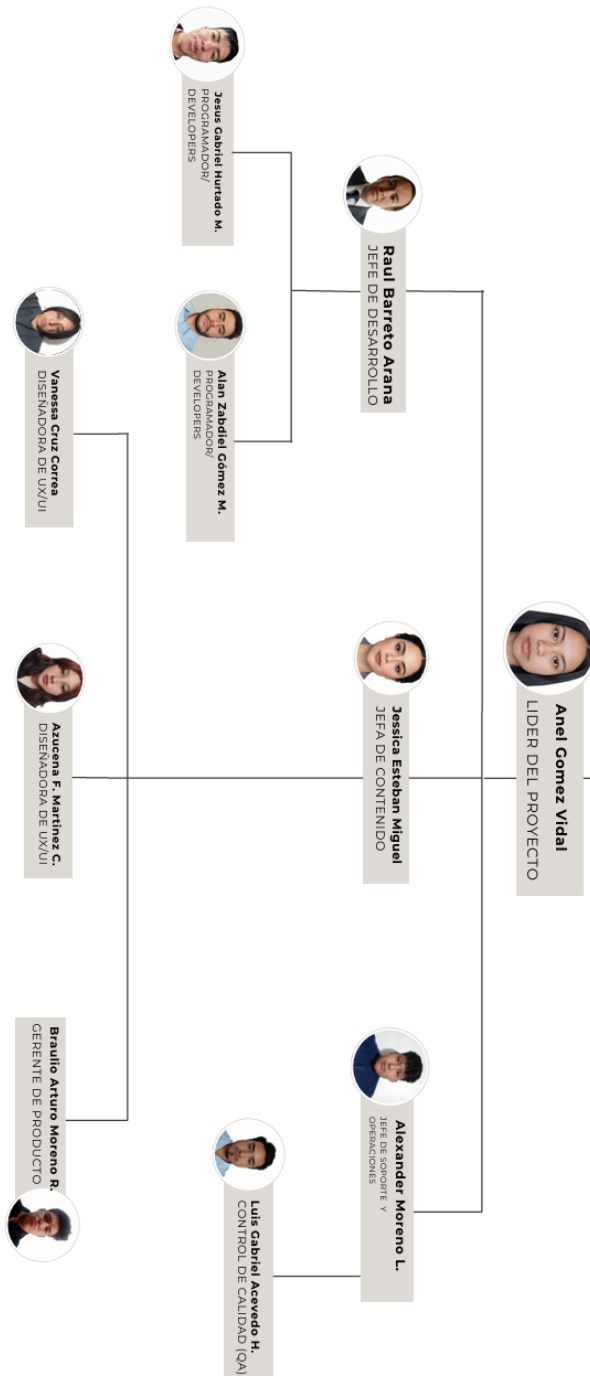 Anel Gomez Vidal
LIDER DEL PROYECTO
Raul Barreto Arana
JEFE DE DESARROLLO
Jessica Esteban Miguel
JEFA DE CONTENIDO
Alexander Moreno L.
JEFE DE SOPORTE Y
OPERACIONES
Jesus Gabriel Hurtado M.
PROGRAMADOR/
DEVELOPERS
Alan Zabdiel Gómez M.
PROGRAMADOR/
DEVELOPERS
Luis Gabriel Acevedo H.
CONTROL DE CALIDAD (QA)
Vanessa Cruz Correa
DISEÑADORA DE UX/UI
Azucena F. Martinez C.
DISEÑADORA DE UX/UI
Braulio Arturo Moreno R.
GERENTE DE PRODUCTO